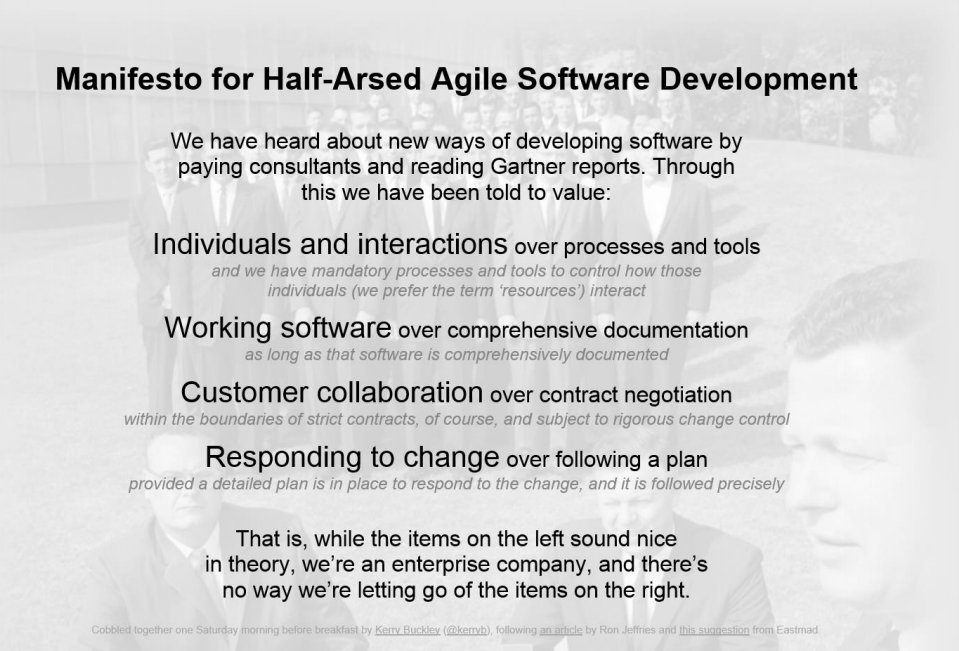 Manifesto for Half-Arsed Agile Software Development
We have heard about new ways of developing software by
paying consultants and reading Gartner reports. Through
this we have been told to value:
Individuals and interactions over processes and tools
and we have mandatory processes and tools to control how those
individuals (we prefer the term ‘resources’) interact
Working software over comprehensive documentation
as long as that software is comprehensively documented
Customer collaboration over contract negotiation
within the boundaries of strict contracts, of course, and subject to rigorous change control
Responding to change over following a plan
provided a detailed plan is in place to respond to the change, and it is followed precisely
That is, while the items on the left sound nice
in theory, we’re an enterprise company, and there’s
no way we’re letting go of the items on the right.
Cobbled together one Saturday morning before breakfast by Kerry Buckley (@kerryb), following an article by Ron Jeffries and this suggestion from Eastmad.